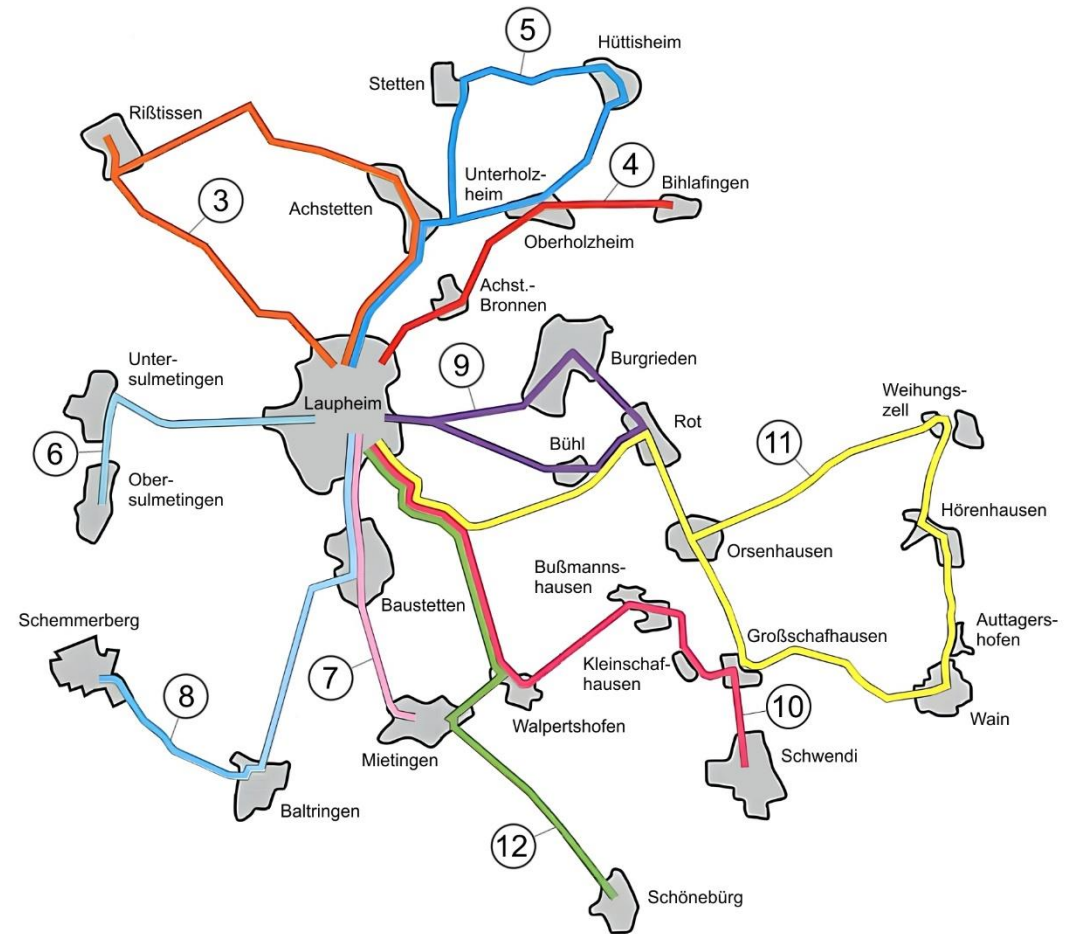 5
Hüttisheim
Stetten
Rißtissen
Unterholz-
heim
4
Bihlafingen
3
Achstetten
Oberholzheim
Achst.-
Bronnen
Unter-
sulmetingen
9
Burgrieden
Weihungs-
zell
Laupheim
Rot
6
Bühl
11
Ober-
sulmetingen
Hörenhausen
Orsenhausen
Bußmanns-
hausen
Baustetten
Schemmerberg
Auttagers-
hofen
Großschafhausen
Kleinschaf-
hausen
7
8
10
Walpertshofen
Wain
Mietingen
Schwendi
Baltringen
12
Schönebürg